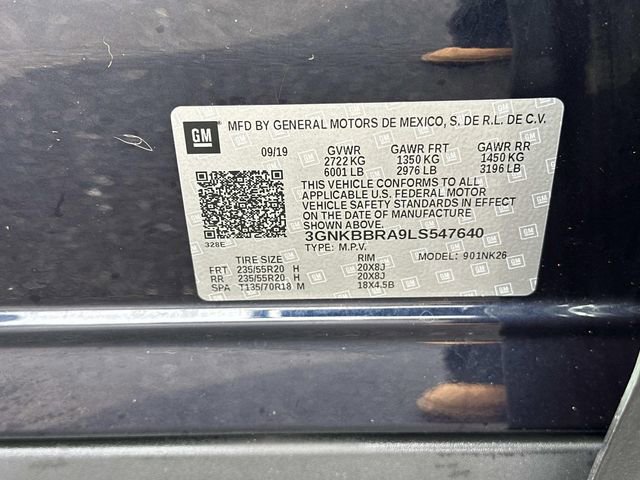 GM MFD BY GENERAL MOTORS DE MEXICO, S. DE R.L. DE C.V.
09/19 GVWR GAWR FRT GAWR RR
2722 KG 1350 KG 1450 KG
6001 LB 2976 LB 3196 LB
THIS VEHICLE CONFORMS TO ALL
APPLICABLE U.S. FEDERAL MOTOR
VEHICLE SAFETY STANDARDS IN EFFECT
ON THE DATE OF MANUFACTURE
SHOWN ABOVE.
328E 3GNKBBRA9LS547640
TYPE: M.P.V. MODEL: 901NK26
TIRE SIZE RIM
FRT 235/55R20 H 20X8J
RR 235/55R20 H 20X8J
SPA T135/70R18 M 18X4.5B